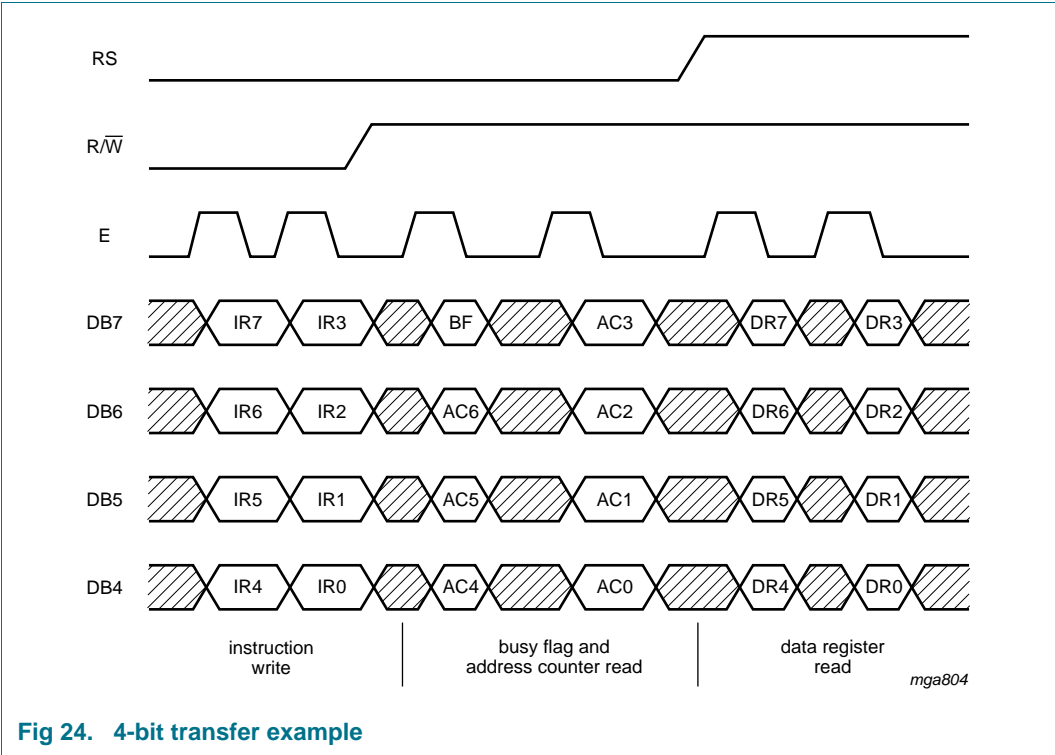 RS
R/W̅
E
DB7 IR7 IR3 BF AC3 DR7 DR3
DB6 IR6 IR2 AC6 AC2 DR6 DR2
DB5 IR5 IR1 AC5 AC1 DR5 DR1
DB4 IR4 IR0 AC4 AC0 DR4 DR0
instruction
write
busy flag and
address counter read
data register
read
mga804
Fig 24. 4-bit transfer example